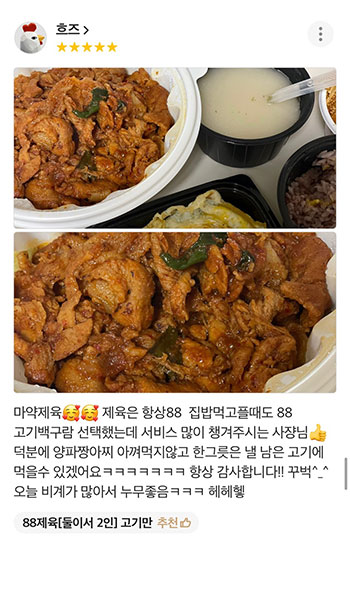 흐즈 >
마약제육🥰🥰 제육은 항상88 집밥먹고플때도 88
고기백구람 선택했는데 서비스 많이 챙겨주시는 사쟝님👍
덕분에 양파짱아찌 아껴먹지않고 한그릇은 낼 남은 고기에
먹을수 있겠어요ㅋㅋㅋㅋㅋㅋㅋ 항상 감사합니다!! 꾸벅^_^
오늘 비계가 많아서 누무좋음ㅋㅋㅋ 헤헤헿
88제육[둘이서 2인] 고기만 추천